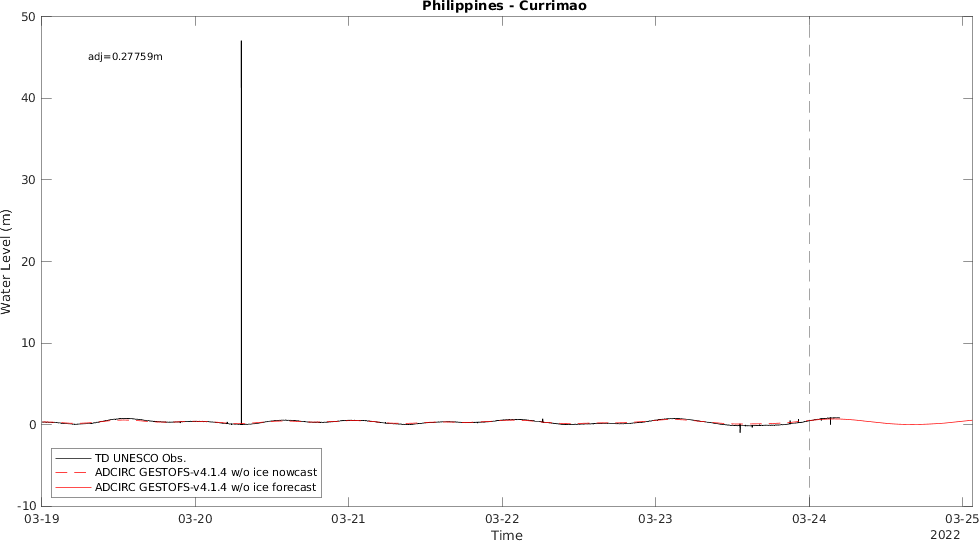 Philippines - Currimao
adj=0.27759m
50
40
30
20
10
0
-10
Water Level (m)
TD UNESCO Obs.
ADCIRC GESTOFS-v4.1.4 w/o ice nowcast
ADCIRC GESTOFS-v4.1.4 w/o ice forecast
03-19 03-20 03-21 03-22 03-23 03-24 03-25
Time
2022